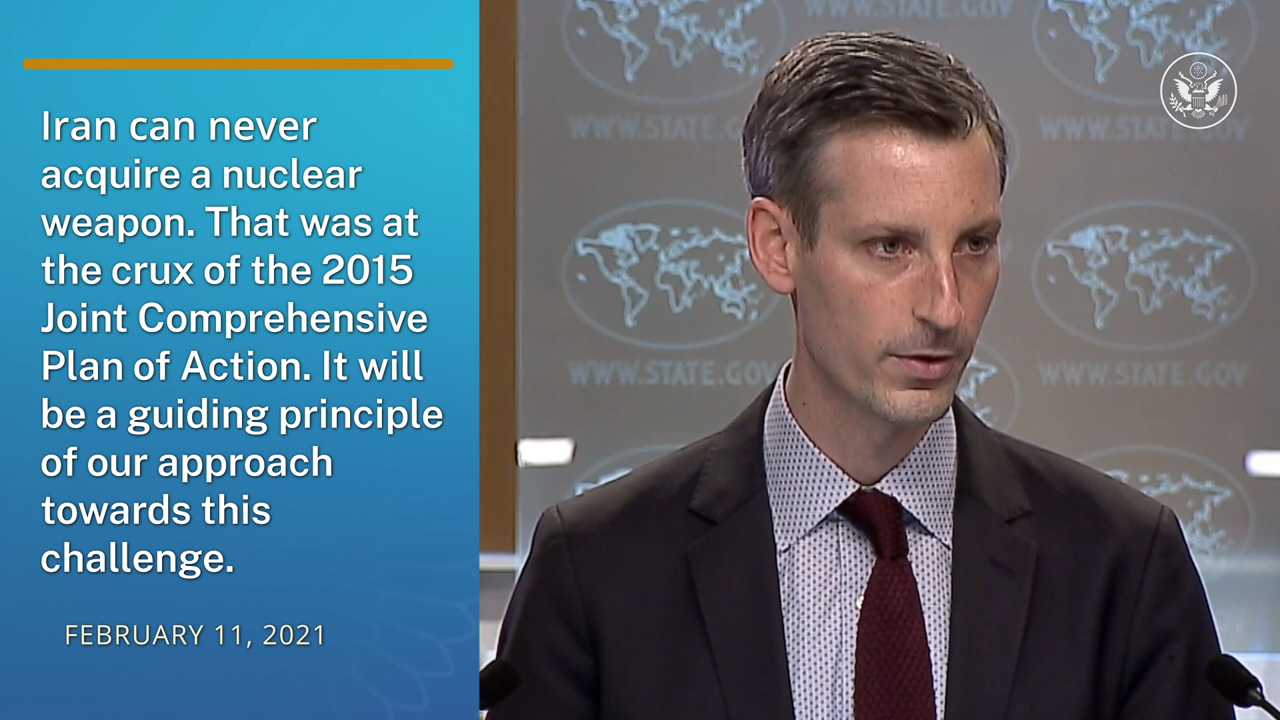 Iran can never
acquire a nuclear
weapon. That was at
the crux of the 2015
Joint Comprehensive
Plan of Action. It will
be a guiding principle
of our approach
towards this
challenge.
FEBRUARY 11, 2021
WWW.STATE.GOV
WWW.STATE.G
WWW.STATE.GOV
WWW.STATE.GOV
WWW.STATE.GOV